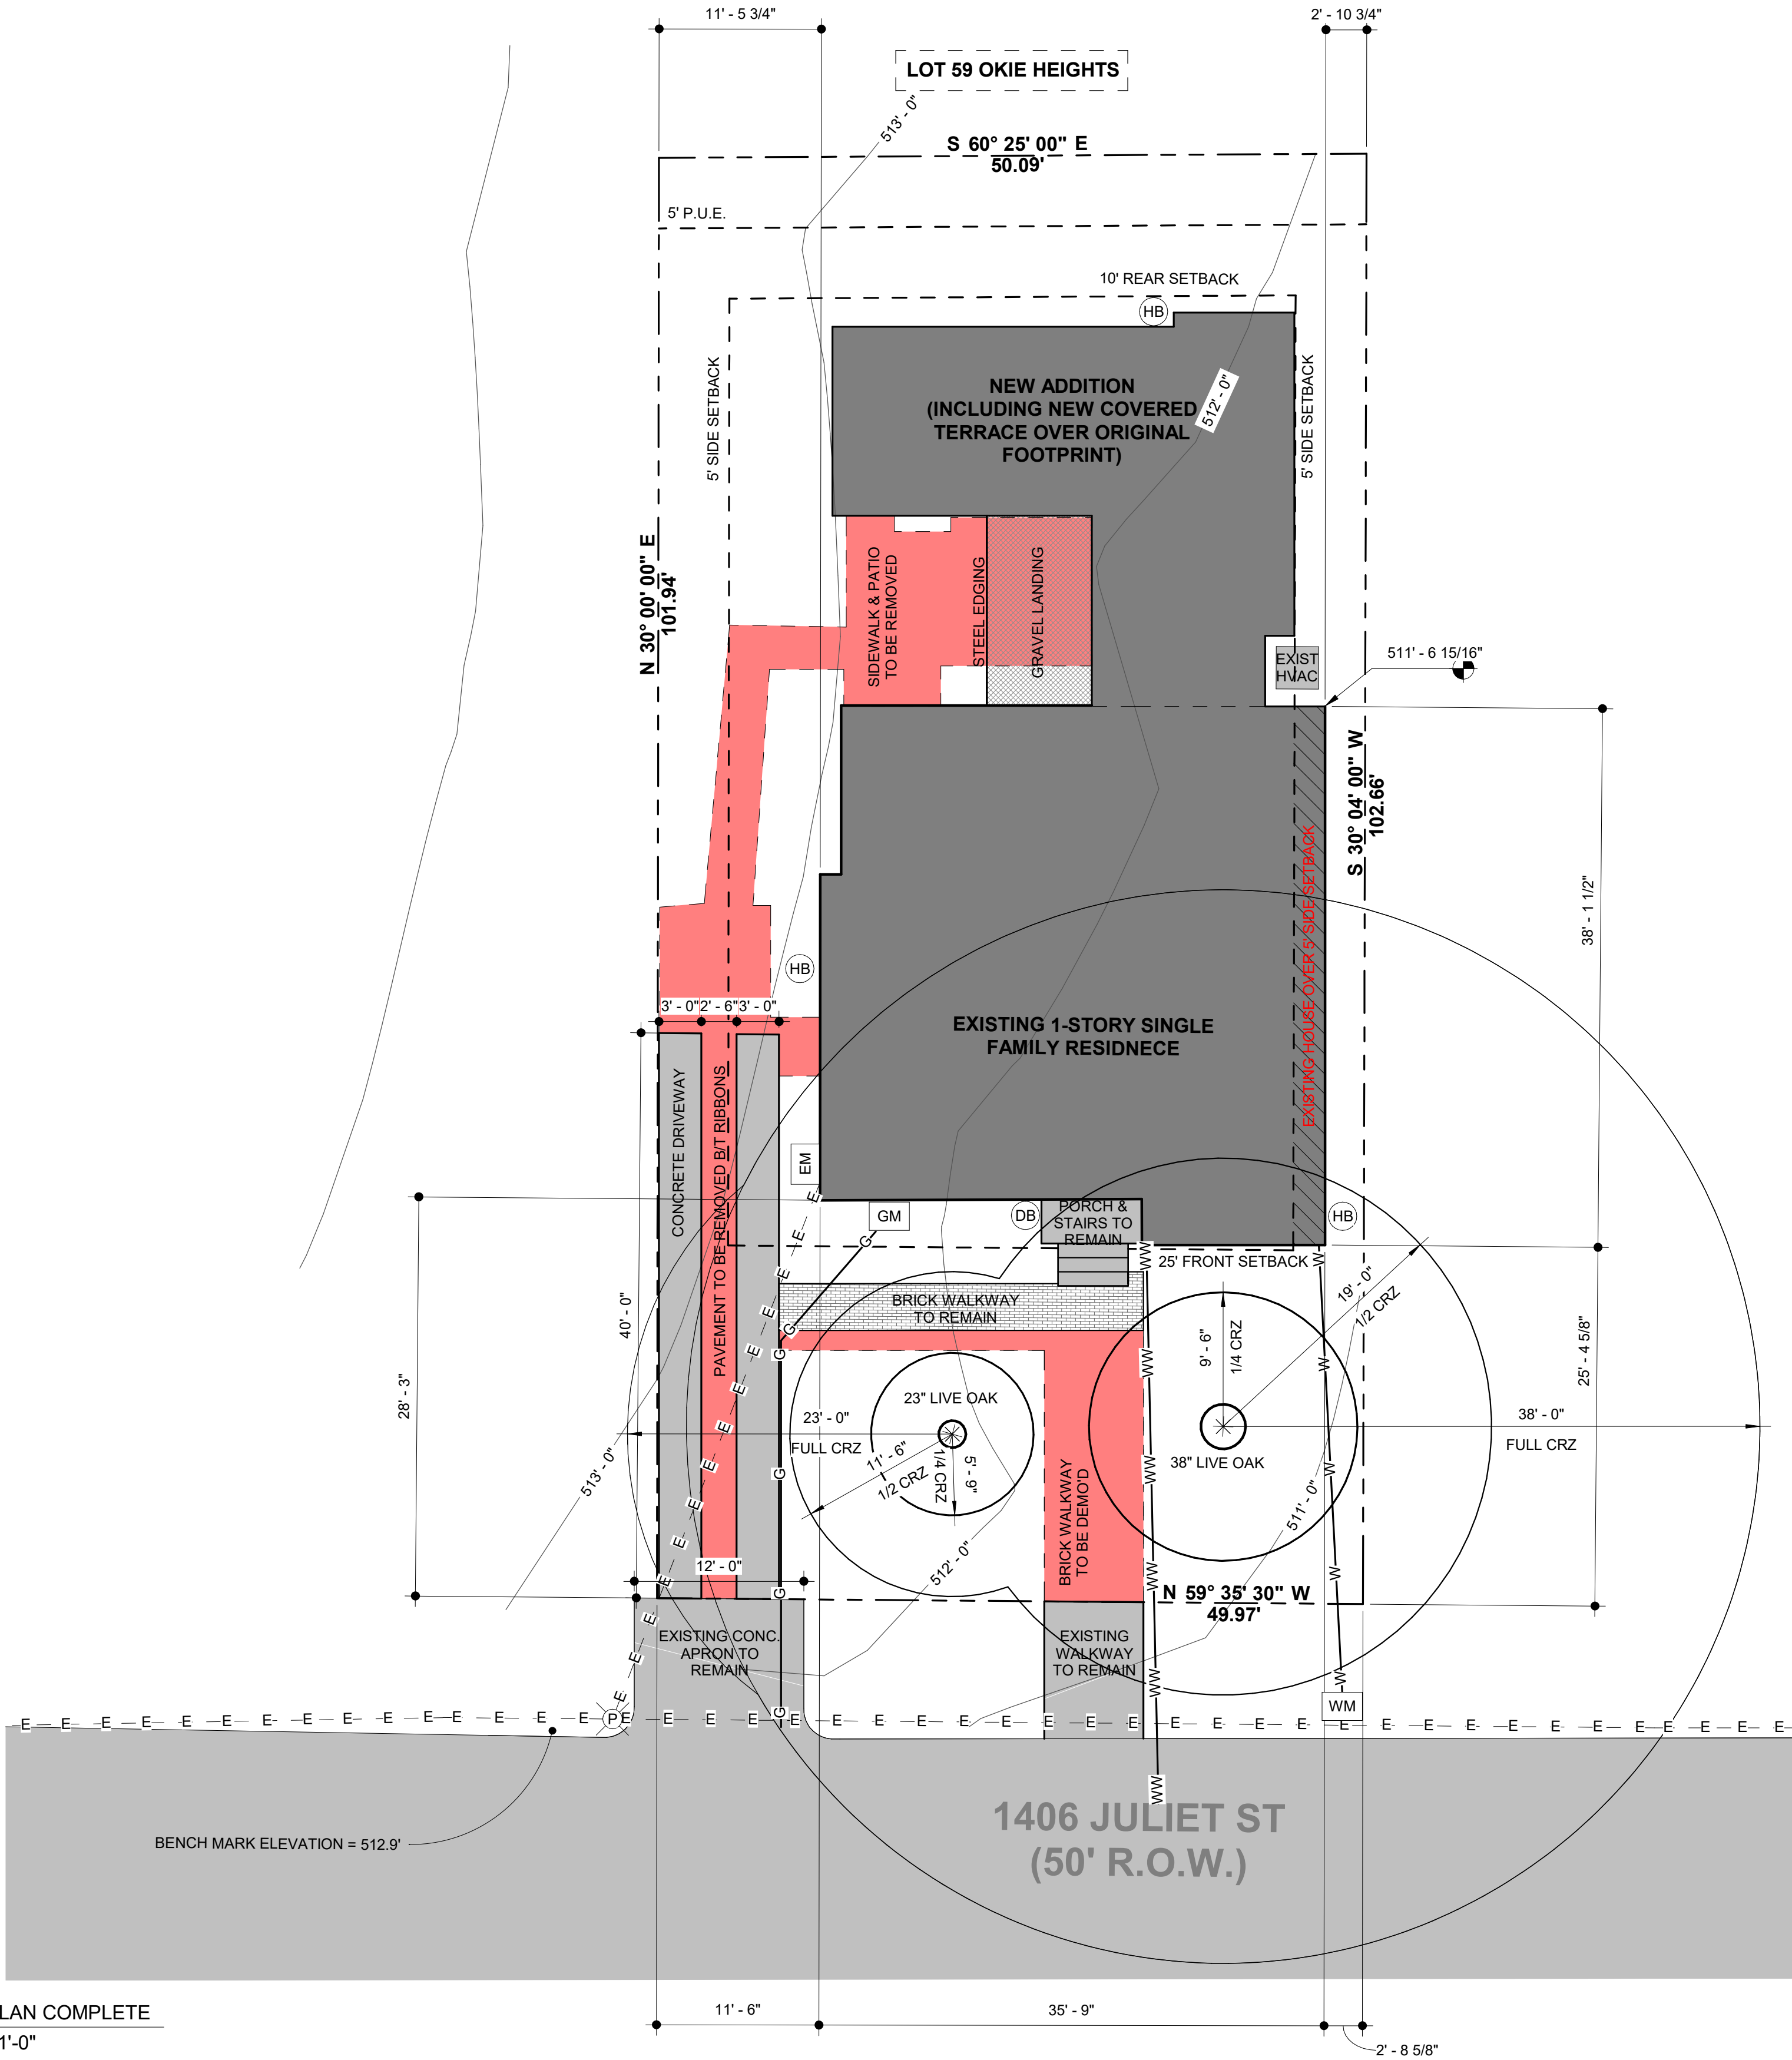 11' - 5 3/4"
2' - 10 3/4"
LOT 59 OKIE HEIGHTS
513' - 0"
S 60° 25' 00" E
50.09'
5' P.U.E.
10' REAR SETBACK
HB
5' SIDE SETBACK
NEW ADDITION
(INCLUDING NEW COVERED
TERRACE OVER ORIGINAL
FOOTPRINT)
512' - 0"
5' SIDE SETBACK
N 30° 00' 00" E
101.94'
SIDEWALK & PATIO
TO BE REMOVED
STEEL EDGING
GRAVEL LANDING
EXIST
HVAC
511' - 6 15/16"
S 30° 04' 00" W
102.66'
EXISTING HOUSE OVER 5' SIDE SETBACK
38' - 1 1/2"
HB
3' - 0"
2' - 6"
3' - 0"
EXISTING 1-STORY SINGLE
FAMILY RESIDNECE
CONCRETE DRIVEWAY
PAVEMENT TO BE REMOVED B/T RIBBONS
EM
GM
DB
PORCH &
STAIRS TO
REMAIN
HB
25' FRONT SETBACK
BRICK WALKWAY
TO REMAIN
40' - 0"
28' - 3"
19' - 0"
1/2 CRZ
9' - 6"
1/4 CRZ
25' - 4 5/8"
23" LIVE OAK
23' - 0"
FULL CRZ
11' - 6"
1/2 CRZ
5' - 9"
1/4 CRZ
38" LIVE OAK
38' - 0"
FULL CRZ
513' - 0"
511' - 0"
512' - 0"
BRICK WALKWAY
TO BE DEMO'D
12' - 0"
N 59° 35' 30" W
49.97'
EXISTING CONC.
APRON TO
REMAIN
EXISTING
WALKWAY
TO REMAIN
WM
P
E E E E E E E E E E E E E E E E E E E E E E E E E E E E E E E E E E E E E E E E E E
E E E E E E E E E E E E E E E
G G G G G G
WW WW WW WW WW WW
W W W W W
1406 JULIET ST
(50' R.O.W.)
BENCH MARK ELEVATION = 512.9'
LAN COMPLETE
1'-0"
11' - 6"
35' - 9"
2' - 8 5/8"